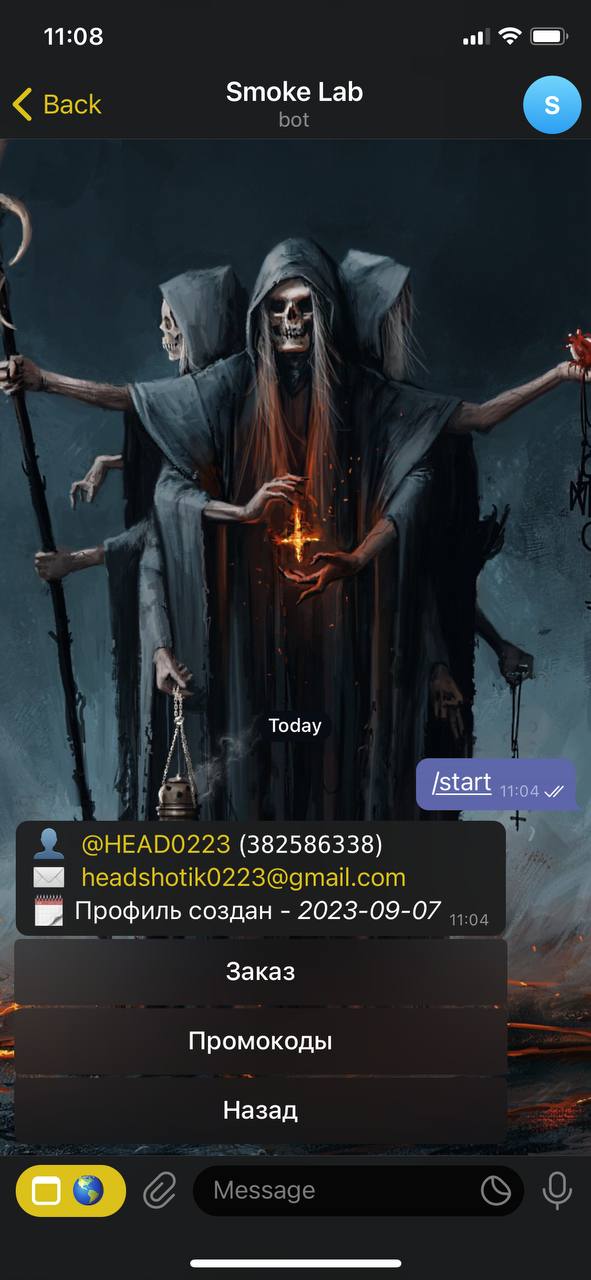 11:08
Back
Smoke Lab
bot
S
Today
/start 11:04
@HEAD0223 (382586338)
headshotik0223@gmail.com
Профиль создан - 2023-09-07 11:04
Заказ
Промокоды
Назад
Message